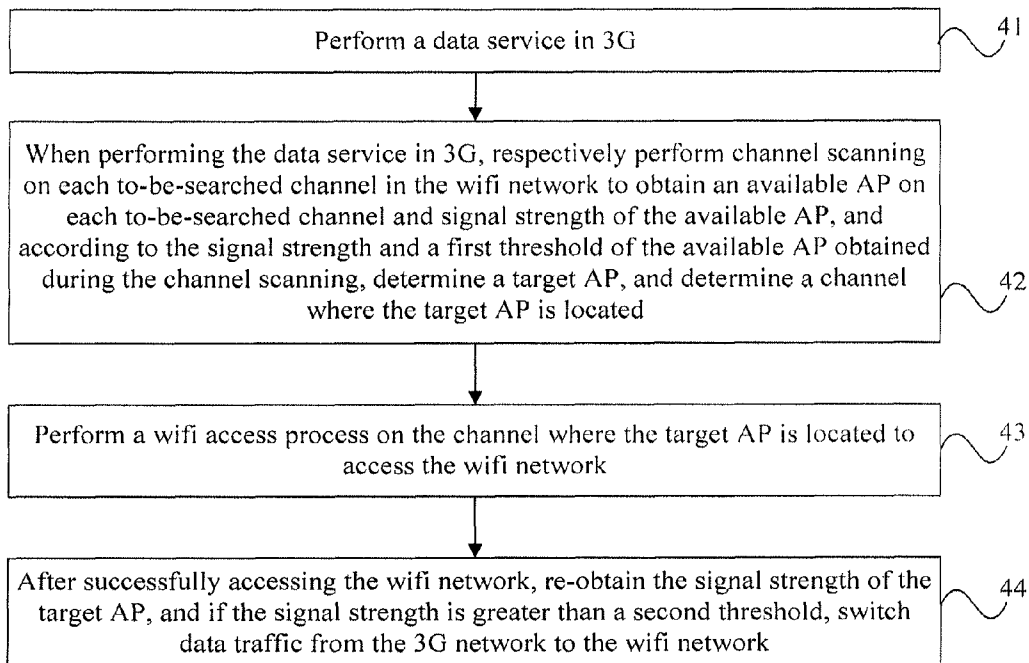 Perform a data service in 3G
41
When performing the data service in 3G, respectively perform channel scanning
on each to-be-searched channel in the wifi network to obtain an available AP on
each to-be-searched channel and signal strength of the available AP, and
according to the signal strength and a first threshold of the available AP obtained
during the channel scanning, determine a target AP, and determine a channel
where the target AP is located
42
Perform a wifi access process on the channel where the target AP is located to
access the wifi network
43
After successfully accessing the wifi network, re-obtain the signal strength of the
target AP, and if the signal strength is greater than a second threshold, switch
data traffic from the 3G network to the wifi network
44